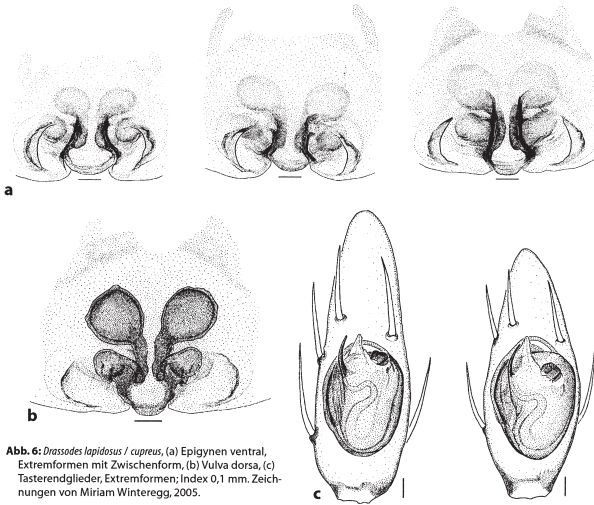 a
b
Abb. 6: Drassodes lapidosus / cupreus, (a) Epigynen ventral,
Extremformen mit Zwischenform, (b) Vulva dorsa, (c)
Tasterendglieder, Extremformen; Index 0,1 mm. Zeich-
nungen von Miriam Winteregg, 2005.
c